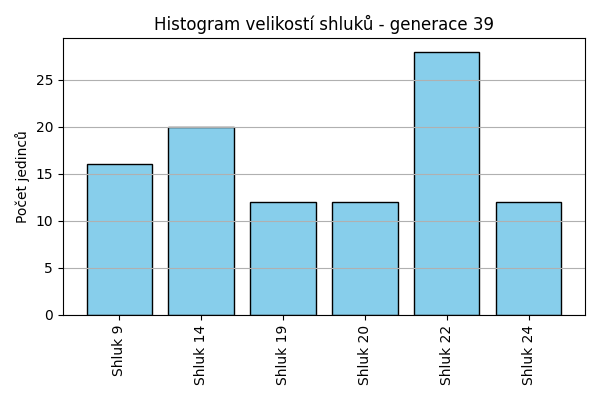 Histogram velikostí shluků - generace 39
Počet jedinců
25
20
15
10
5
0
Shluk 9
Shluk 14
Shluk 19
Shluk 20
Shluk 22
Shluk 24